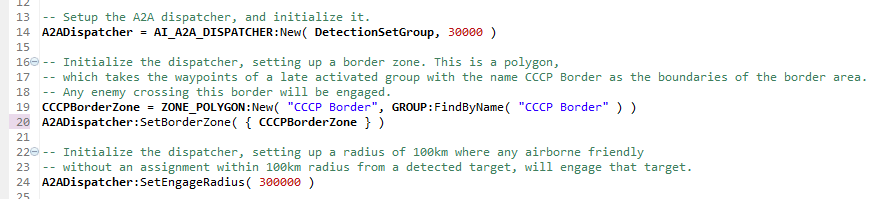 12
13 -- Setup the A2A dispatcher, and initialize it.
14 A2ADispatcher = AI_A2A_DISPATCHER:New( DetectionSetGroup, 30000 )
15
16 -- Initialize the dispatcher, setting up a border zone. This is a polygon,
17 -- which takes the waypoints of a late activated group with the name CCCP Border as the boundaries of the border area.
18 -- Any enemy crossing this border will be engaged.
19 CCCPBorderZone = ZONE_POLYGON:New( "CCCP Border", GROUP:FindByName( "CCCP Border" ) )
20 A2ADispatcher:SetBorderZone( { CCCPBorderZone } )
21
22 -- Initialize the dispatcher, setting up a radius of 100km where any airborne friendly
23 -- without an assignment within 100km radius from a detected target, will engage that target.
24 A2ADispatcher:SetEngageRadius( 300000 )
25